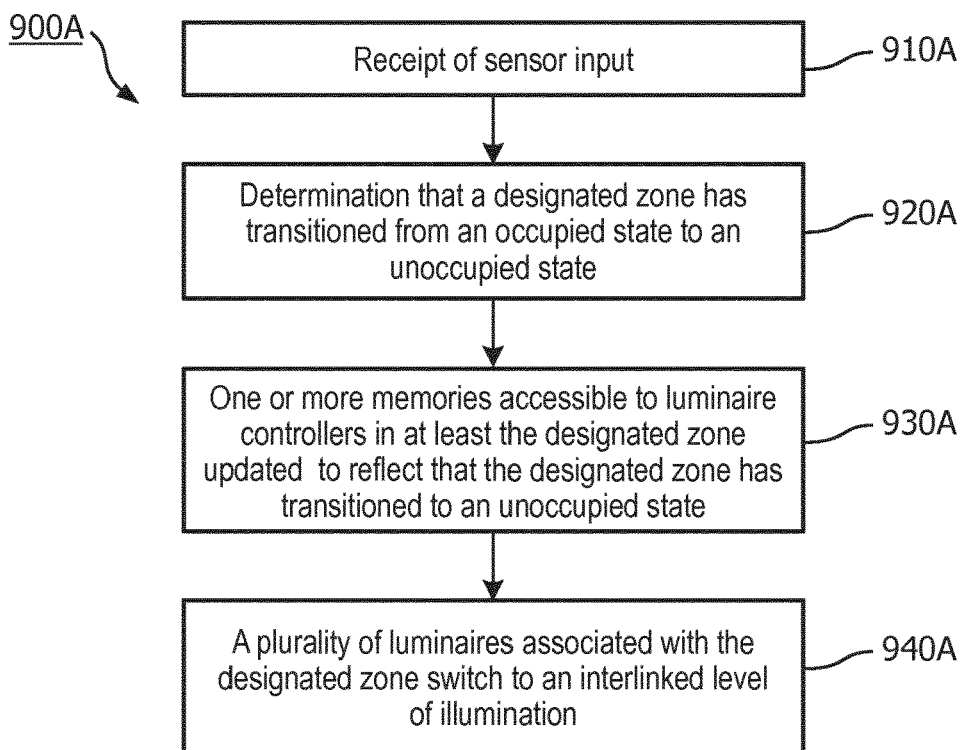 900A
Receipt of sensor input
910A
Determination that a designated zone has
transitioned from an occupied state to an
unoccupied state
920A
One or more memories accessible to luminaire
controllers in at least the designated zone
updated to reflect that the designated zone has
transitioned to an unoccupied state
930A
A plurality of luminaires associated with the
designated zone switch to an interlinked level
of illumination
940A